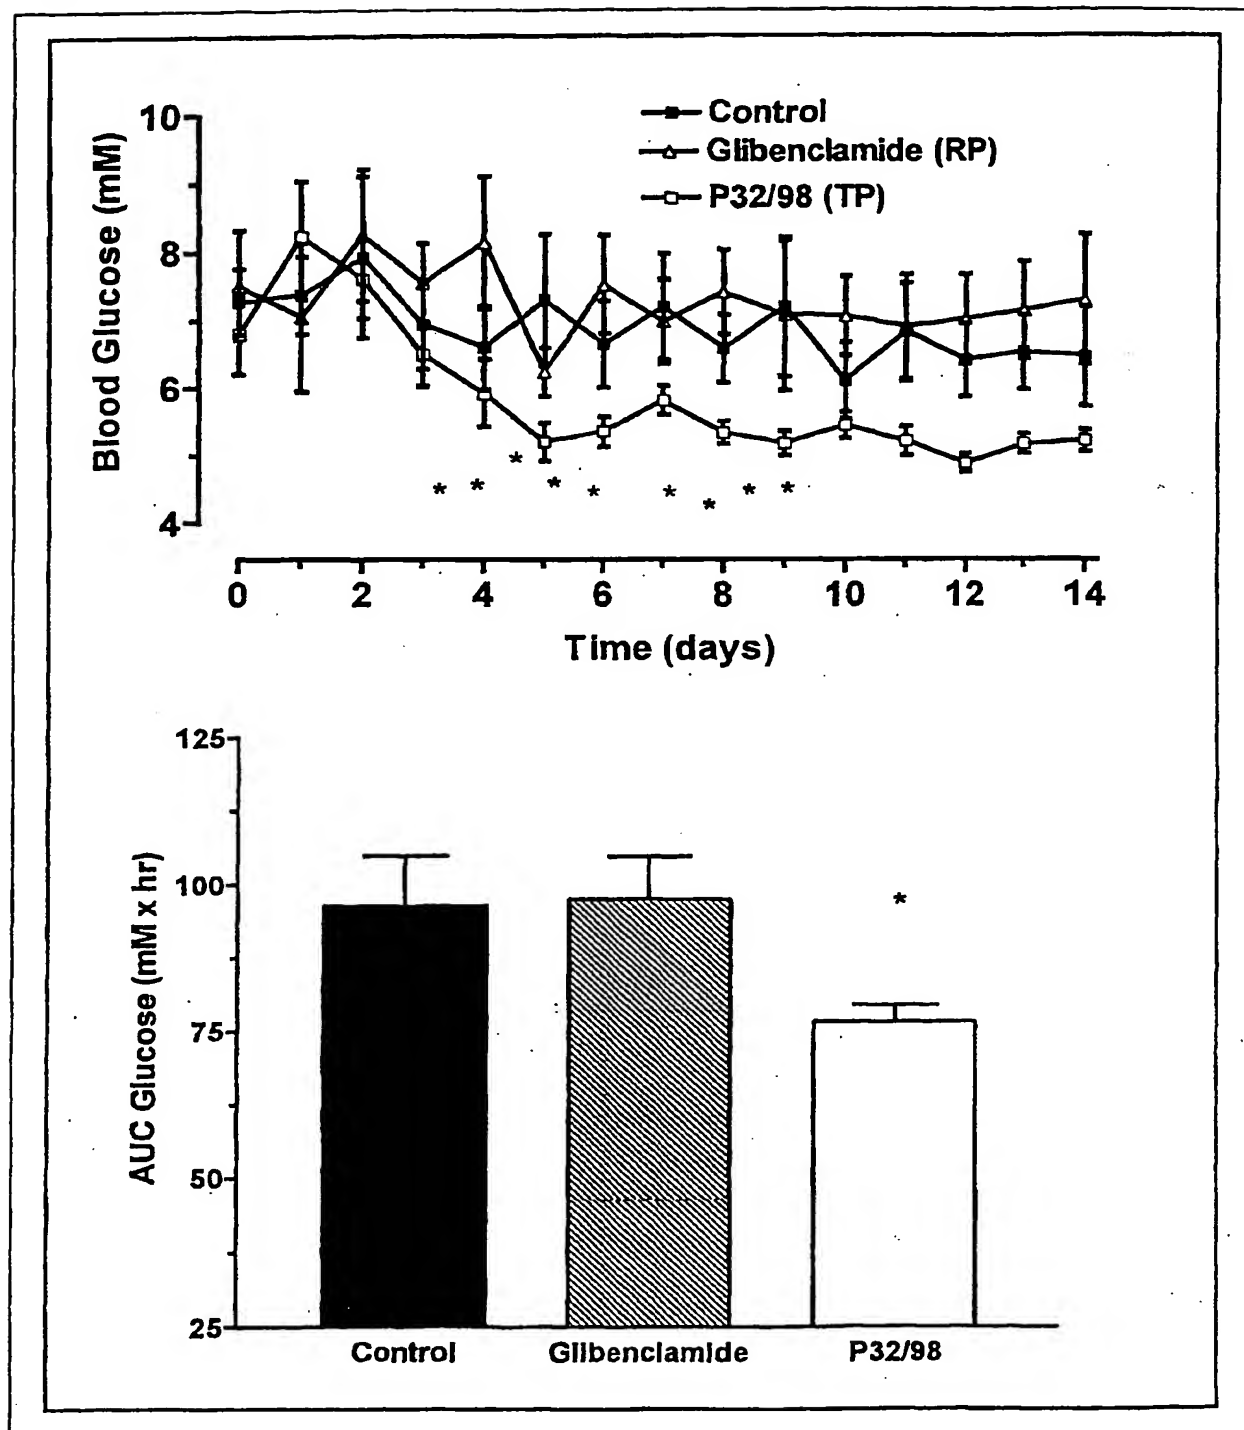 Control
Glibenclamide (RP)
P32/98 (TP)
Blood Glucose (mM)
10
8
6
4
* * * * * * * * *
0 2 4 6 8 10 12 14
Time (days)
AUC Glucose (mM x hr)
125
100
75
50
25
*
Control Glibenclamide P32/98